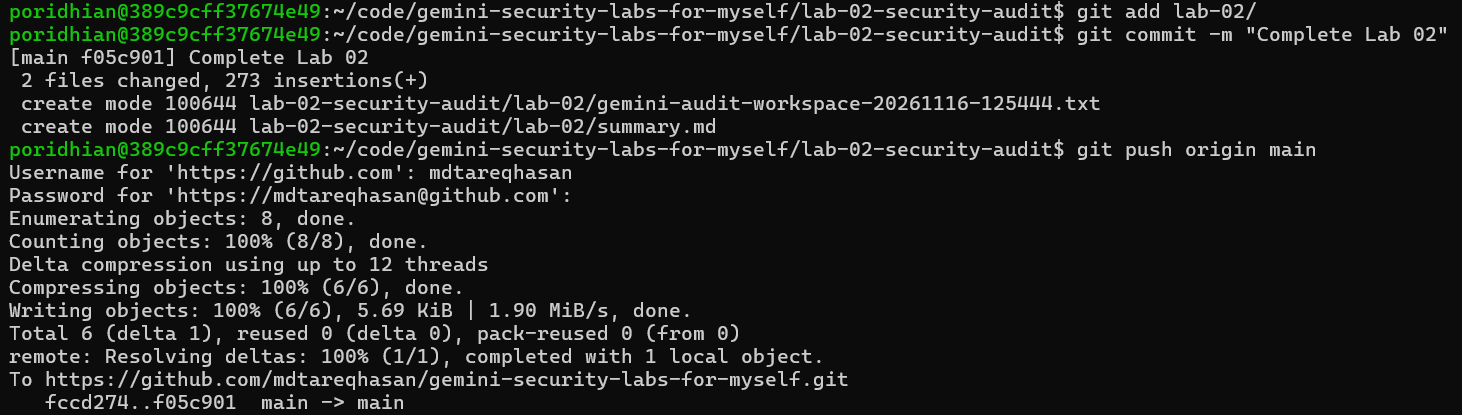 poridhian@389c9cff37674e49:~/code/gemini-security-labs-for-myself/lab-02-security-audit$ git add lab-02/
poridhian@389c9cff37674e49:~/code/gemini-security-labs-for-myself/lab-02-security-audit$ git commit -m "Complete Lab 02"
[main f05c901] Complete Lab 02
 2 files changed, 273 insertions(+)
 create mode 100644 lab-02-security-audit/lab-02/gemini-audit-workspace-20261116-125444.txt
 create mode 100644 lab-02-security-audit/lab-02/summary.md
poridhian@389c9cff37674e49:~/code/gemini-security-labs-for-myself/lab-02-security-audit$ git push origin main
Username for 'https://github.com': mdtareqhasan
Password for 'https://mdtareqhasan@github.com':
Enumerating objects: 8, done.
Counting objects: 100% (8/8), done.
Delta compression using up to 12 threads
Compressing objects: 100% (6/6), done.
Writing objects: 100% (6/6), 5.69 KiB | 1.90 MiB/s, done.
Total 6 (delta 1), reused 0 (delta 0), pack-reused 0 (from 0)
remote: Resolving deltas: 100% (1/1), completed with 1 local object.
To https://github.com/mdtareqhasan/gemini-security-labs-for-myself.git
   fccd274..f05c901  main -> main